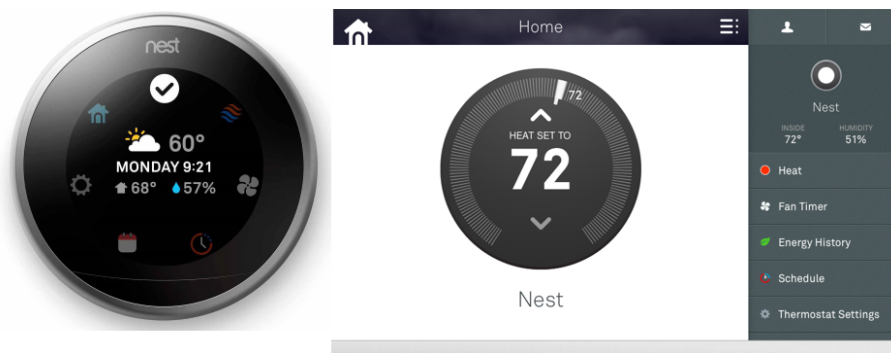 nest
60°
MONDAY 9:21
68° 57%
Home
72
HEAT SET TO
72
Nest
Nest
INSIDE HUMIDITY
72° 51%
Heat
Fan Timer
Energy History
Schedule
Thermostat Settings